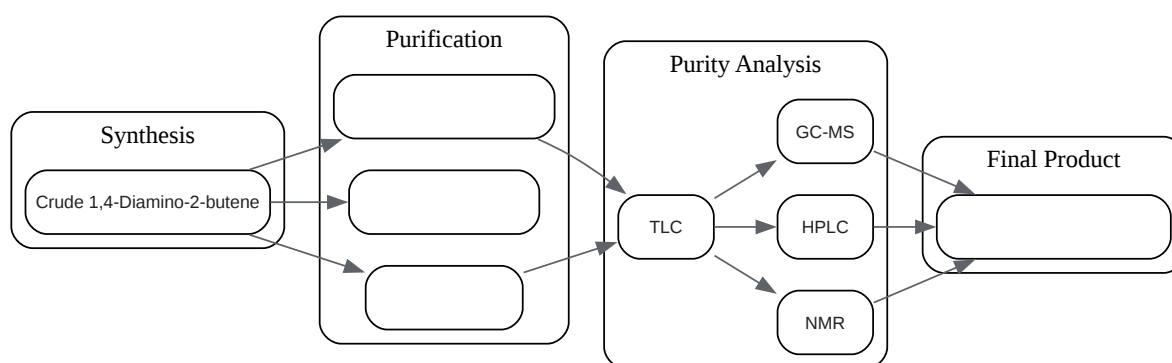 Synthesis
Crude 1,4-Diamino-2-butene
Purification
Purity Analysis
TLC
GC-MS
HPLC
NMR
Final Product